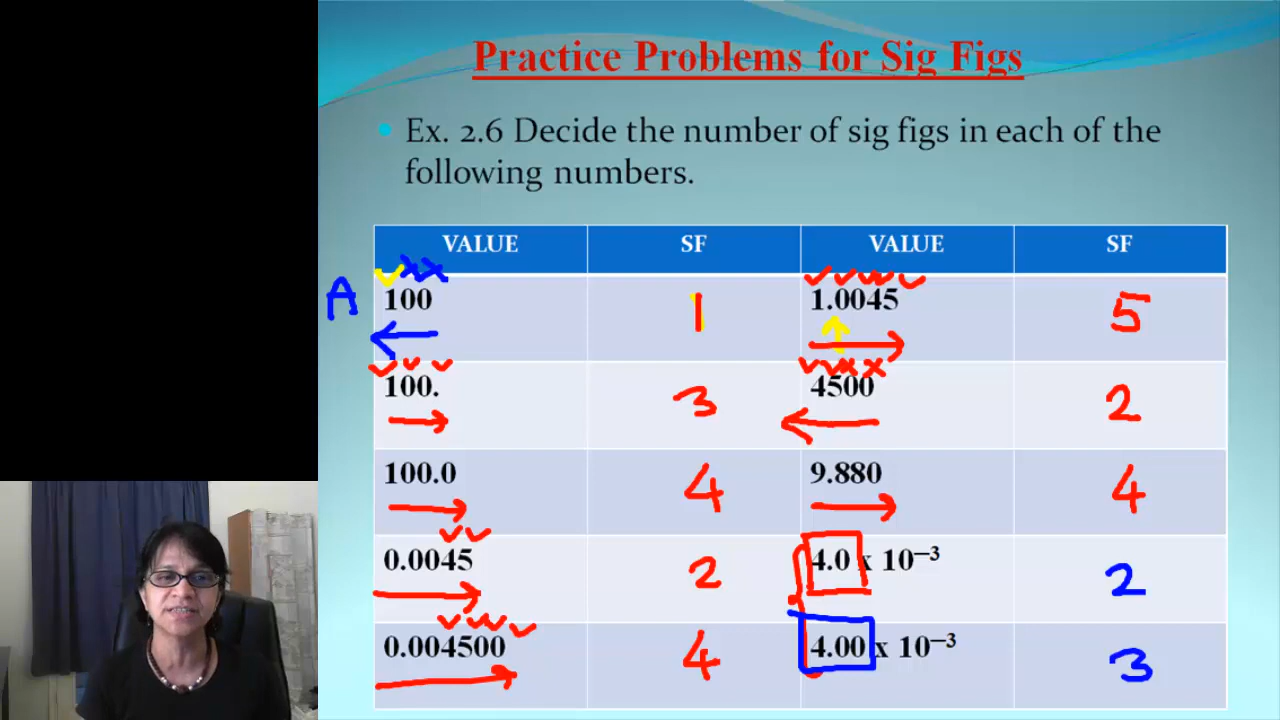 Practice Problems for Sig Figs
Ex. 2.6 Decide the number of sig figs in each of the
following numbers.
VALUE SF VALUE SF
A 100 1 1.0045 5
100. 3 4500 2
100.0 4 9.880 4
0.0045 2 4.0 x 10⁻³ 2
0.004500 4 4.00 x 10⁻³ 3